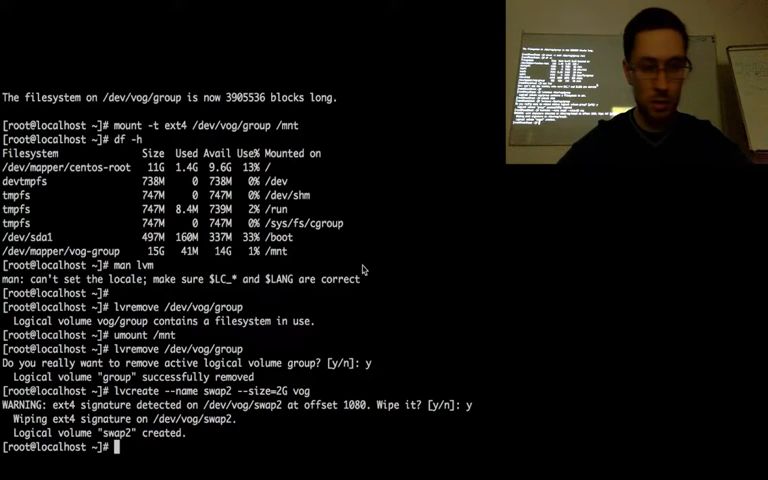 The filesystem on /dev/vog/group is now 3905536 blocks long.
[root@localhost ~]# mount -t ext4 /dev/vog/group /mnt
[root@localhost ~]# df -h
Filesystem Size Used Avail Use% Mounted on
/dev/mapper/centos-root 11G 1.4G 9.6G 13% /
devtmpfs 738M 0 738M 0% /dev
tmpfs 747M 0 747M 0% /dev/shm
tmpfs 747M 8.4M 739M 2% /run
tmpfs 747M 0 747M 0% /sys/fs/cgroup
/dev/sda1 497M 160M 337M 33% /boot
/dev/mapper/vog-group 15G 41M 14G 1% /mnt
[root@localhost ~]# man lvm
man: can't set the locale; make sure $LC_* and $LANG are correct
[root@localhost ~]#
[root@localhost ~]# lvremove /dev/vog/group
Logical volume vog/group contains a filesystem in use.
[root@localhost ~]# umount /mnt
[root@localhost ~]# lvremove /dev/vog/group
Do you really want to remove active logical volume group? [y/n]: y
Logical volume "group" successfully removed
[root@localhost ~]# lvcreate --name swap2 --size=2G vog
WARNING: ext4 signature detected on /dev/vog/swap2 at offset 1080. Wipe it? [y/n]: y
Wiping ext4 signature on /dev/vog/swap2.
Logical volume "swap2" created.
[root@localhost ~]#